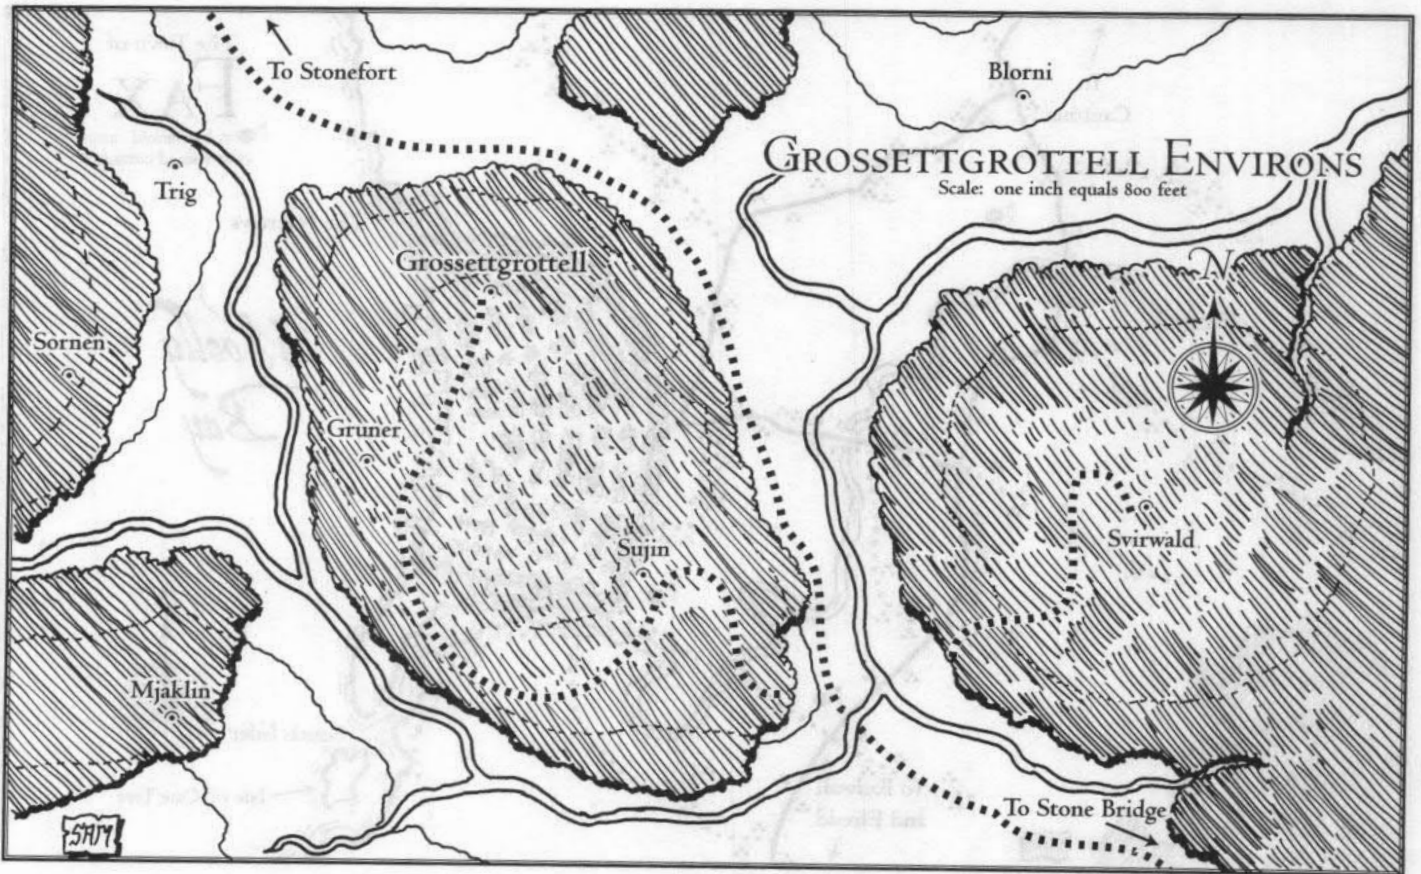 To Stonefort
Blorni
GROSSETTGROTTELL ENVIRONS
Scale: one inch equals 800 feet
Trig
Grossettgrottell
N
Sornen
Gruner
Sujin
Svirwald
Mjaklin
To Stone Bridge
SAM